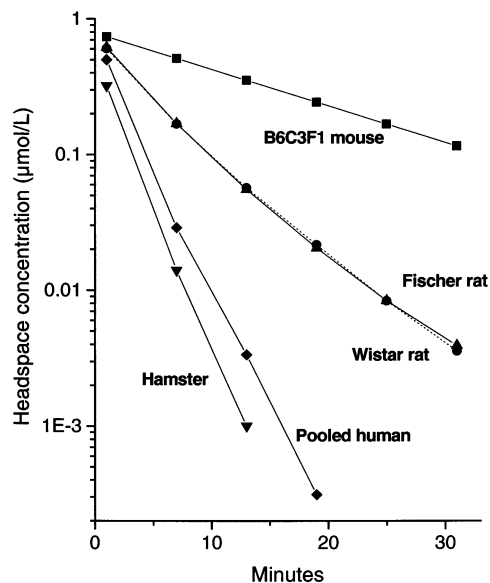 1
0.1
0.01
1E-3
Headspace concentration (µmol/L)
B6C3F1 mouse
Fischer rat
Wistar rat
Hamster
Pooled human
0 10 20 30
Minutes